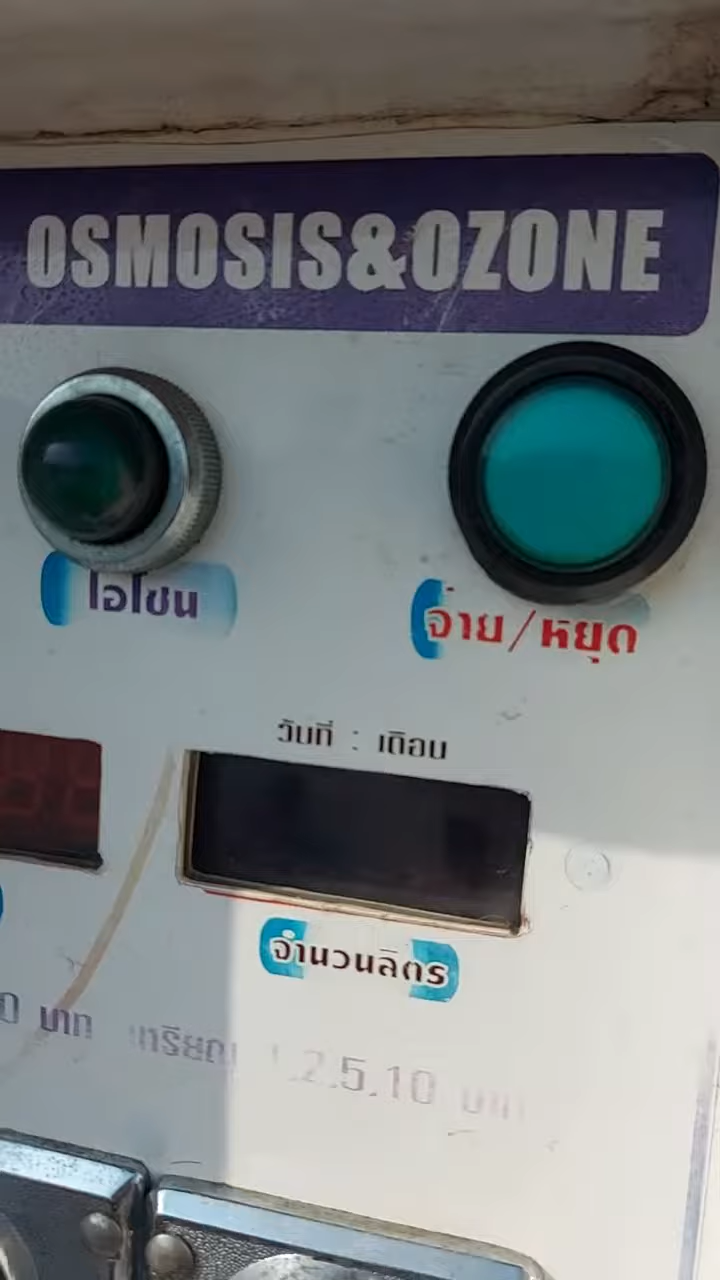 OSMOSIS&OZONE
โอโซน
จ่าย/หยุด
วันที่ : เดือน
จำนวนลิตร
บาท เหรียญ 1,2,5,10 บาท